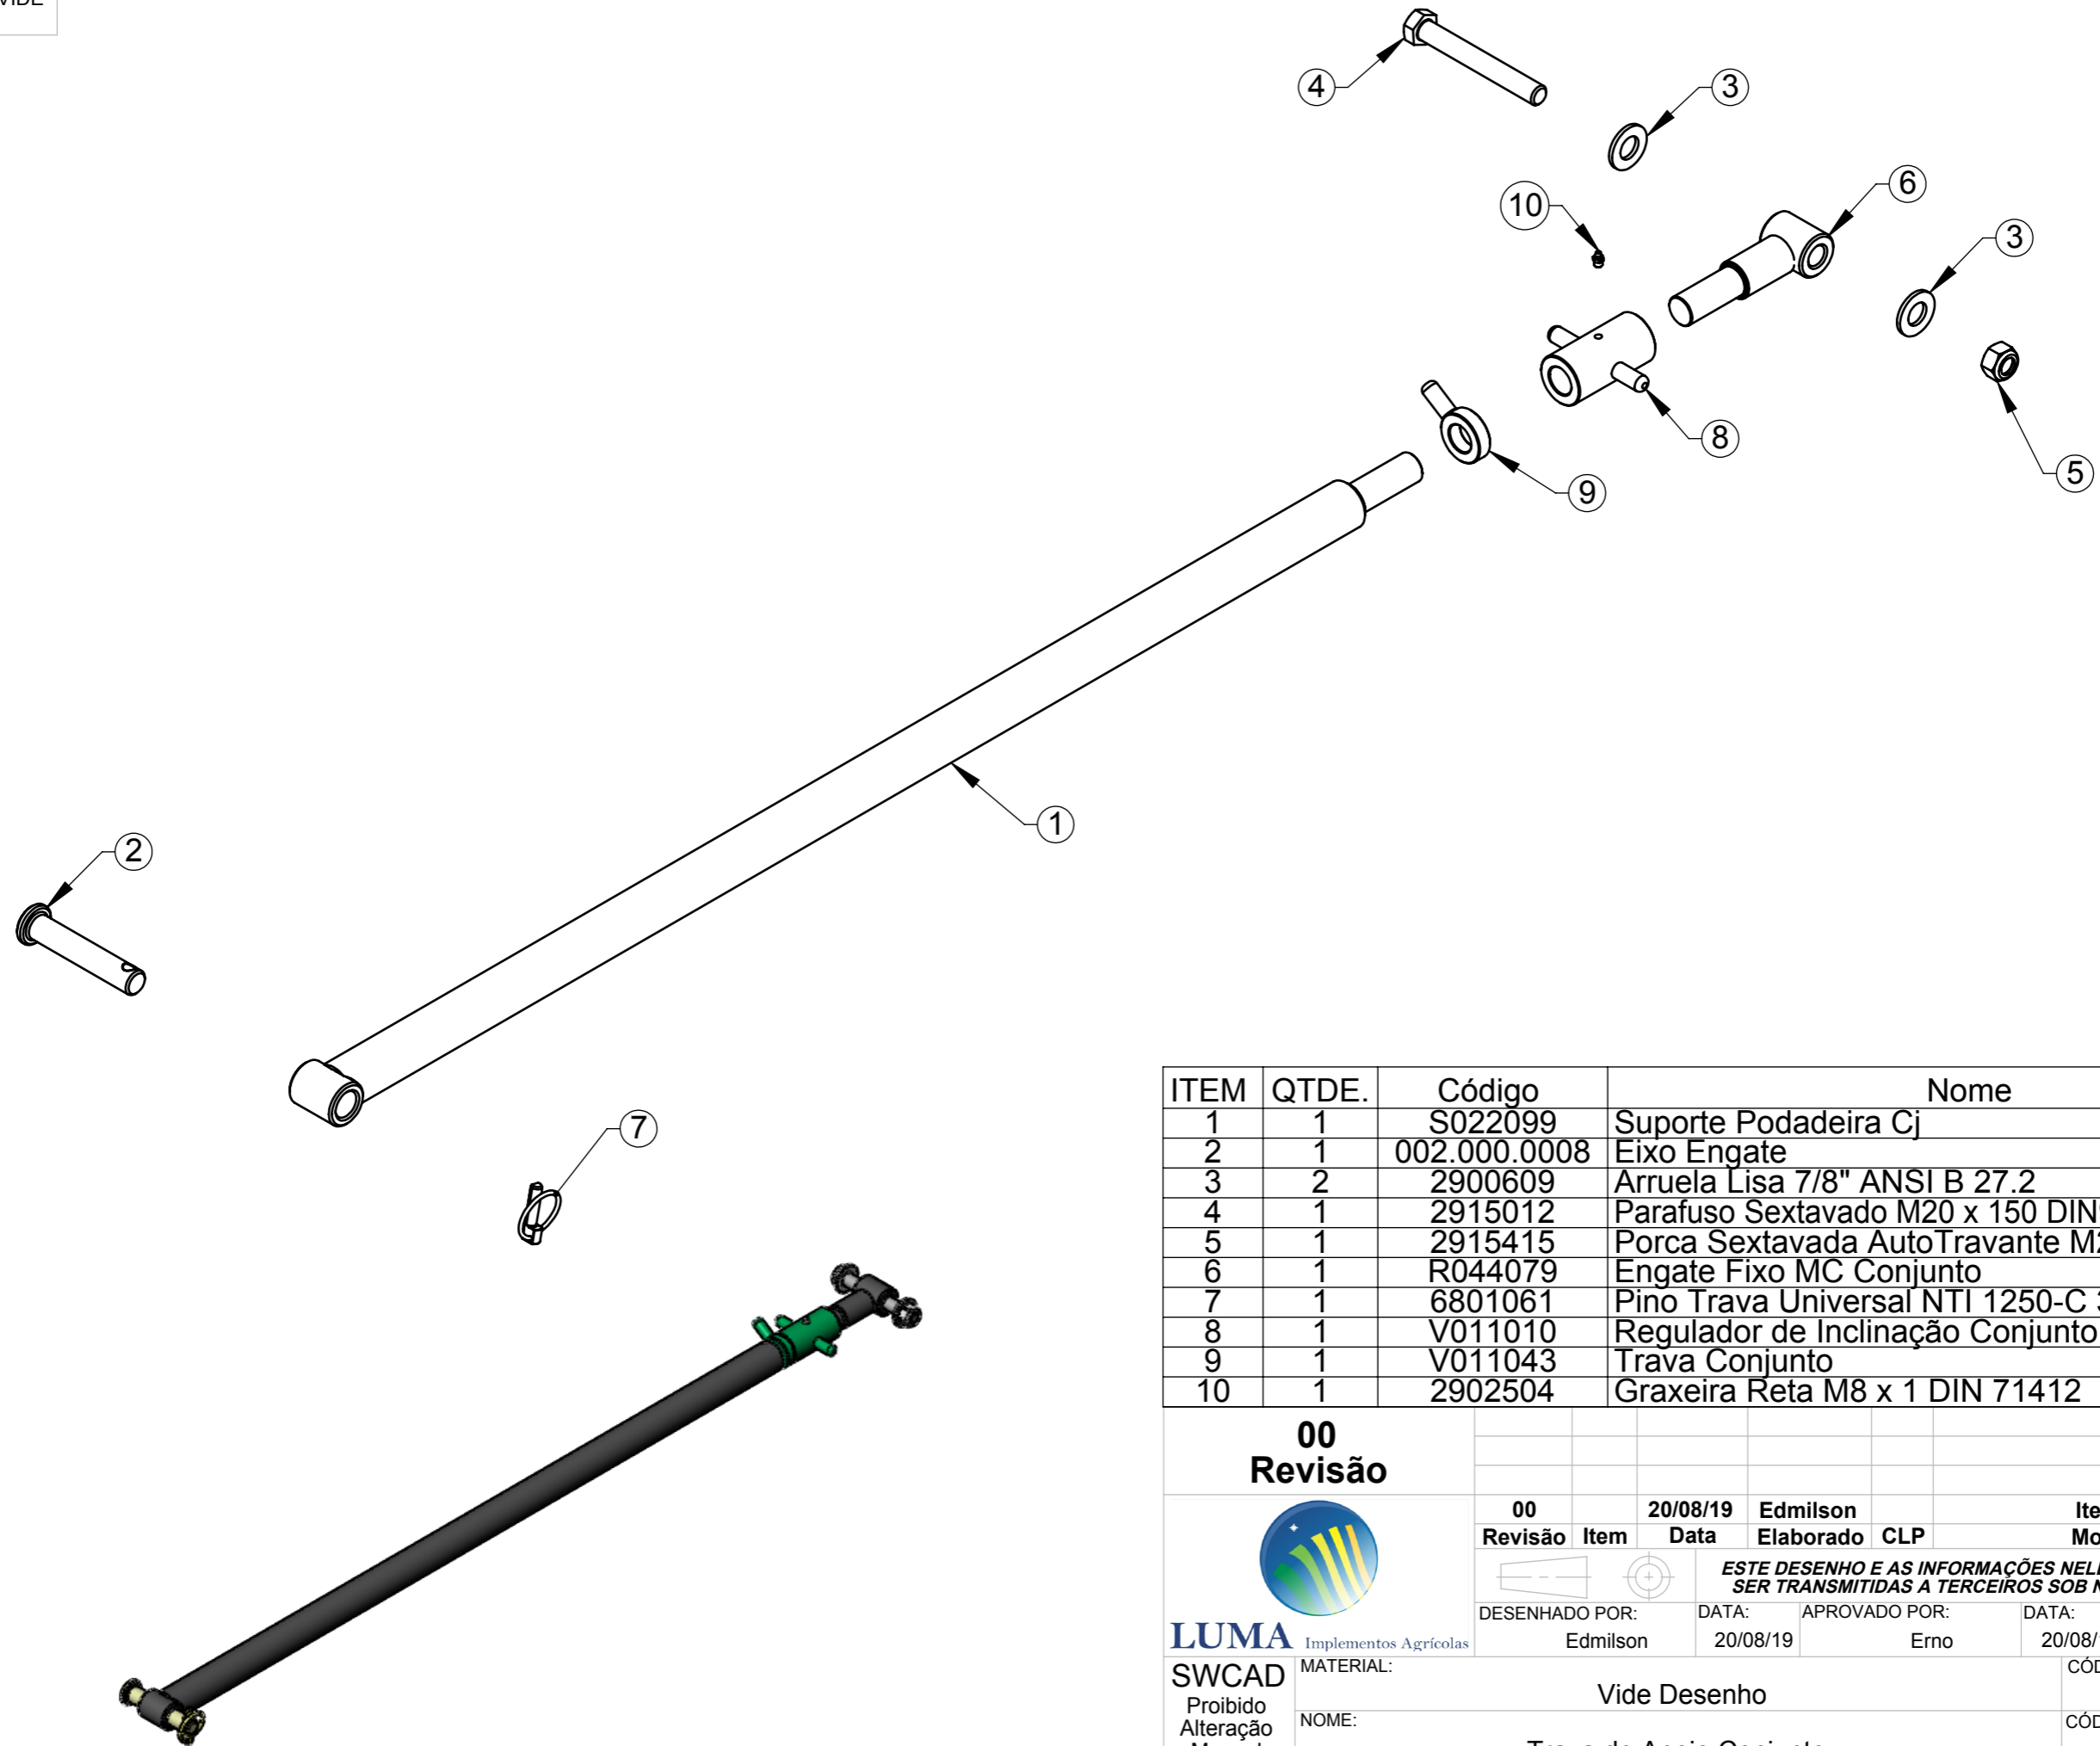 VIDE
4
3
10
6
3
8
9
5
1
2
7
ITEM QTDE. Código Nome
1 1 S022099 Suporte Podadeira Cj
2 1 002.000.0008 Eixo Engate
3 2 2900609 Arruela Lisa 7/8" ANSI B 27.2
4 1 2915012 Parafuso Sextavado M20 x 150 DIN
5 1 2915415 Porca Sextavada AutoTravante
6 1 R044079 Engate Fixo MC Conjunto
7 1 6801061 Pino Trava Universal NTI 1250-C
8 1 V011010 Regulador de Inclinação Conjunto
9 1 V011043 Trava Conjunto
10 1 2902504 Graxeira Reta M8 x 1 DIN 71412
00
Revisão
00 20/08/19 Edmilson
Revisão Item Data Elaborado CLP
ESTE DESENHO E AS INFORMAÇÕES
SER TRANSMITIDAS A TERCEIROS SOB
DESENHADO POR: DATA: APROVADO POR: DATA:
Edmilson 20/08/19 Erno 20/08/
LUMA Implementos Agrícolas
SWCAD
Proibido
Alteração
MATERIAL:
Vide Desenho
NOME: